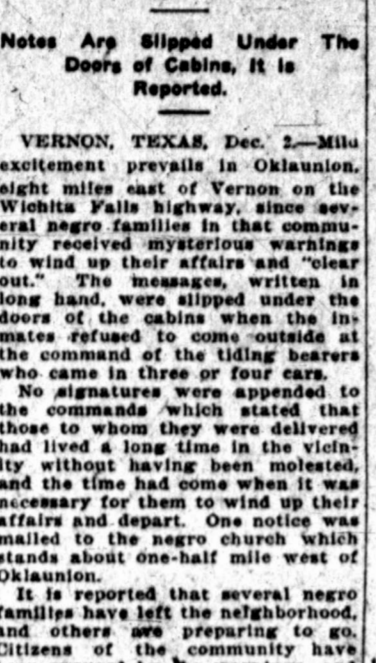 Notes Are Slipped Under The
Doors of Cabins, It is
Reported.
VERNON, TEXAS, Dec. 2.—Mild
excitement prevails in Oklaunion,
eight miles east of Vernon on the
Wichita Falls highway, since sev-
eral negro families in that commu-
nity received mysterious warnings
to wind up their affairs and "clear
out." The messages, written in
long hand, were slipped under the
doors of the cabins when the in-
mates refused to come outside at
the command of the tiding bearers
who came in three or four cars.
No signatures were appended to
the commands which stated that
those to whom they were delivered
had lived a long time in the vicin-
ity without having been molested,
and the time had come when it was
necessary for them to wind up their
affairs and depart. One notice was
mailed to the negro church which
stands about one-half mile west of
Oklaunion.
It is reported that several negro
families have left the neighborhood,
and others are preparing to go.
Citizens of the community have